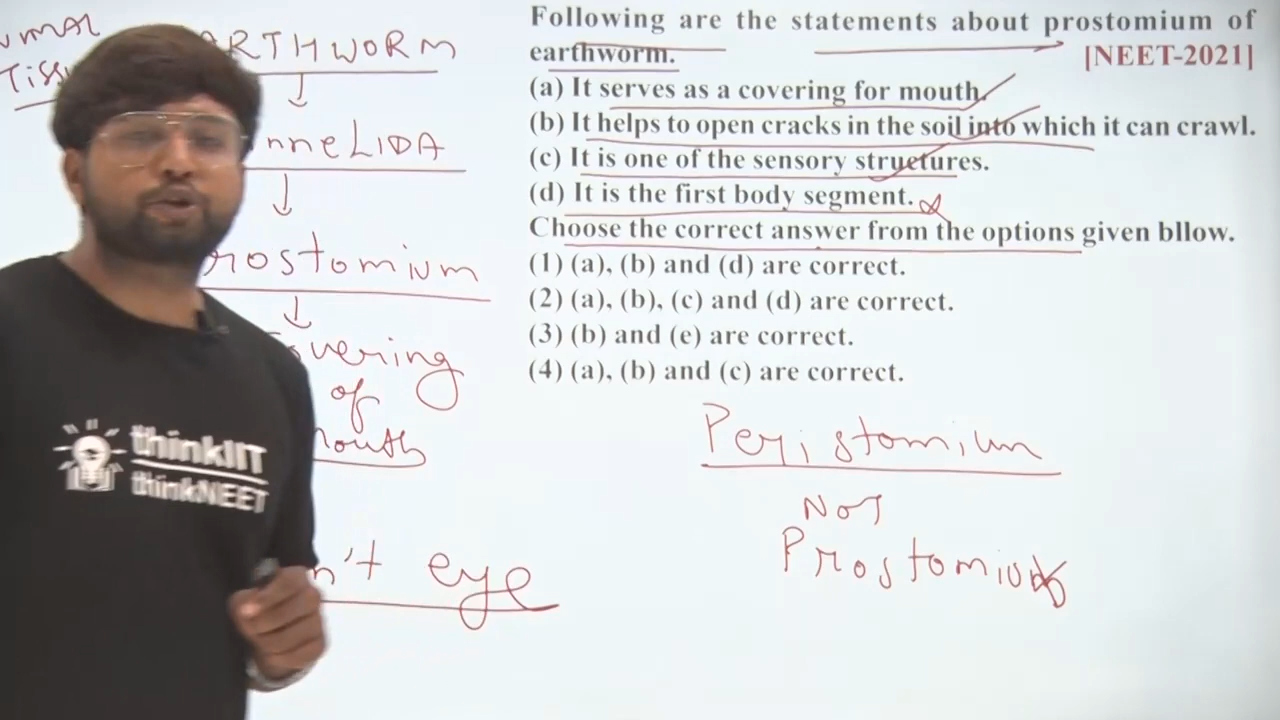 Following are the statements about prostomium of
earthworm. [NEET-2021]
(a) It serves as a covering for mouth.
(b) It helps to open cracks in the soil into which it can crawl.
(c) It is one of the sensory structures.
(d) It is the first body segment.
Choose the correct answer from the options given bllow.
(1) (a), (b) and (d) are correct.
(2) (a), (b), (c) and (d) are correct.
(3) (b) and (e) are correct.
(4) (a), (b) and (c) are correct.
Peristomium
Not
Prostomium
ARTHWORM
nneLIDA
rostomium
overing
of
mouth
n't eye
thinkIIT
thinkNEET